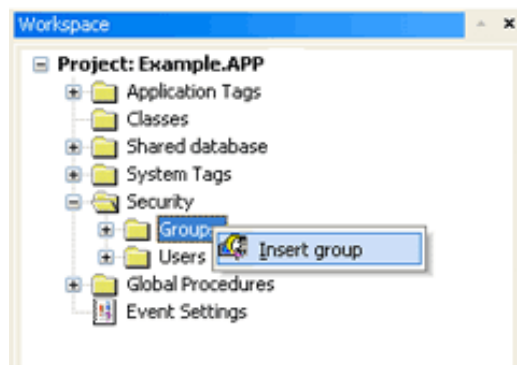 Workspace
Project: Example.APP
Application Tags
Classes
Shared database
System Tags
Security
Group
Insert group
Users
Global Procedures
Event Settings